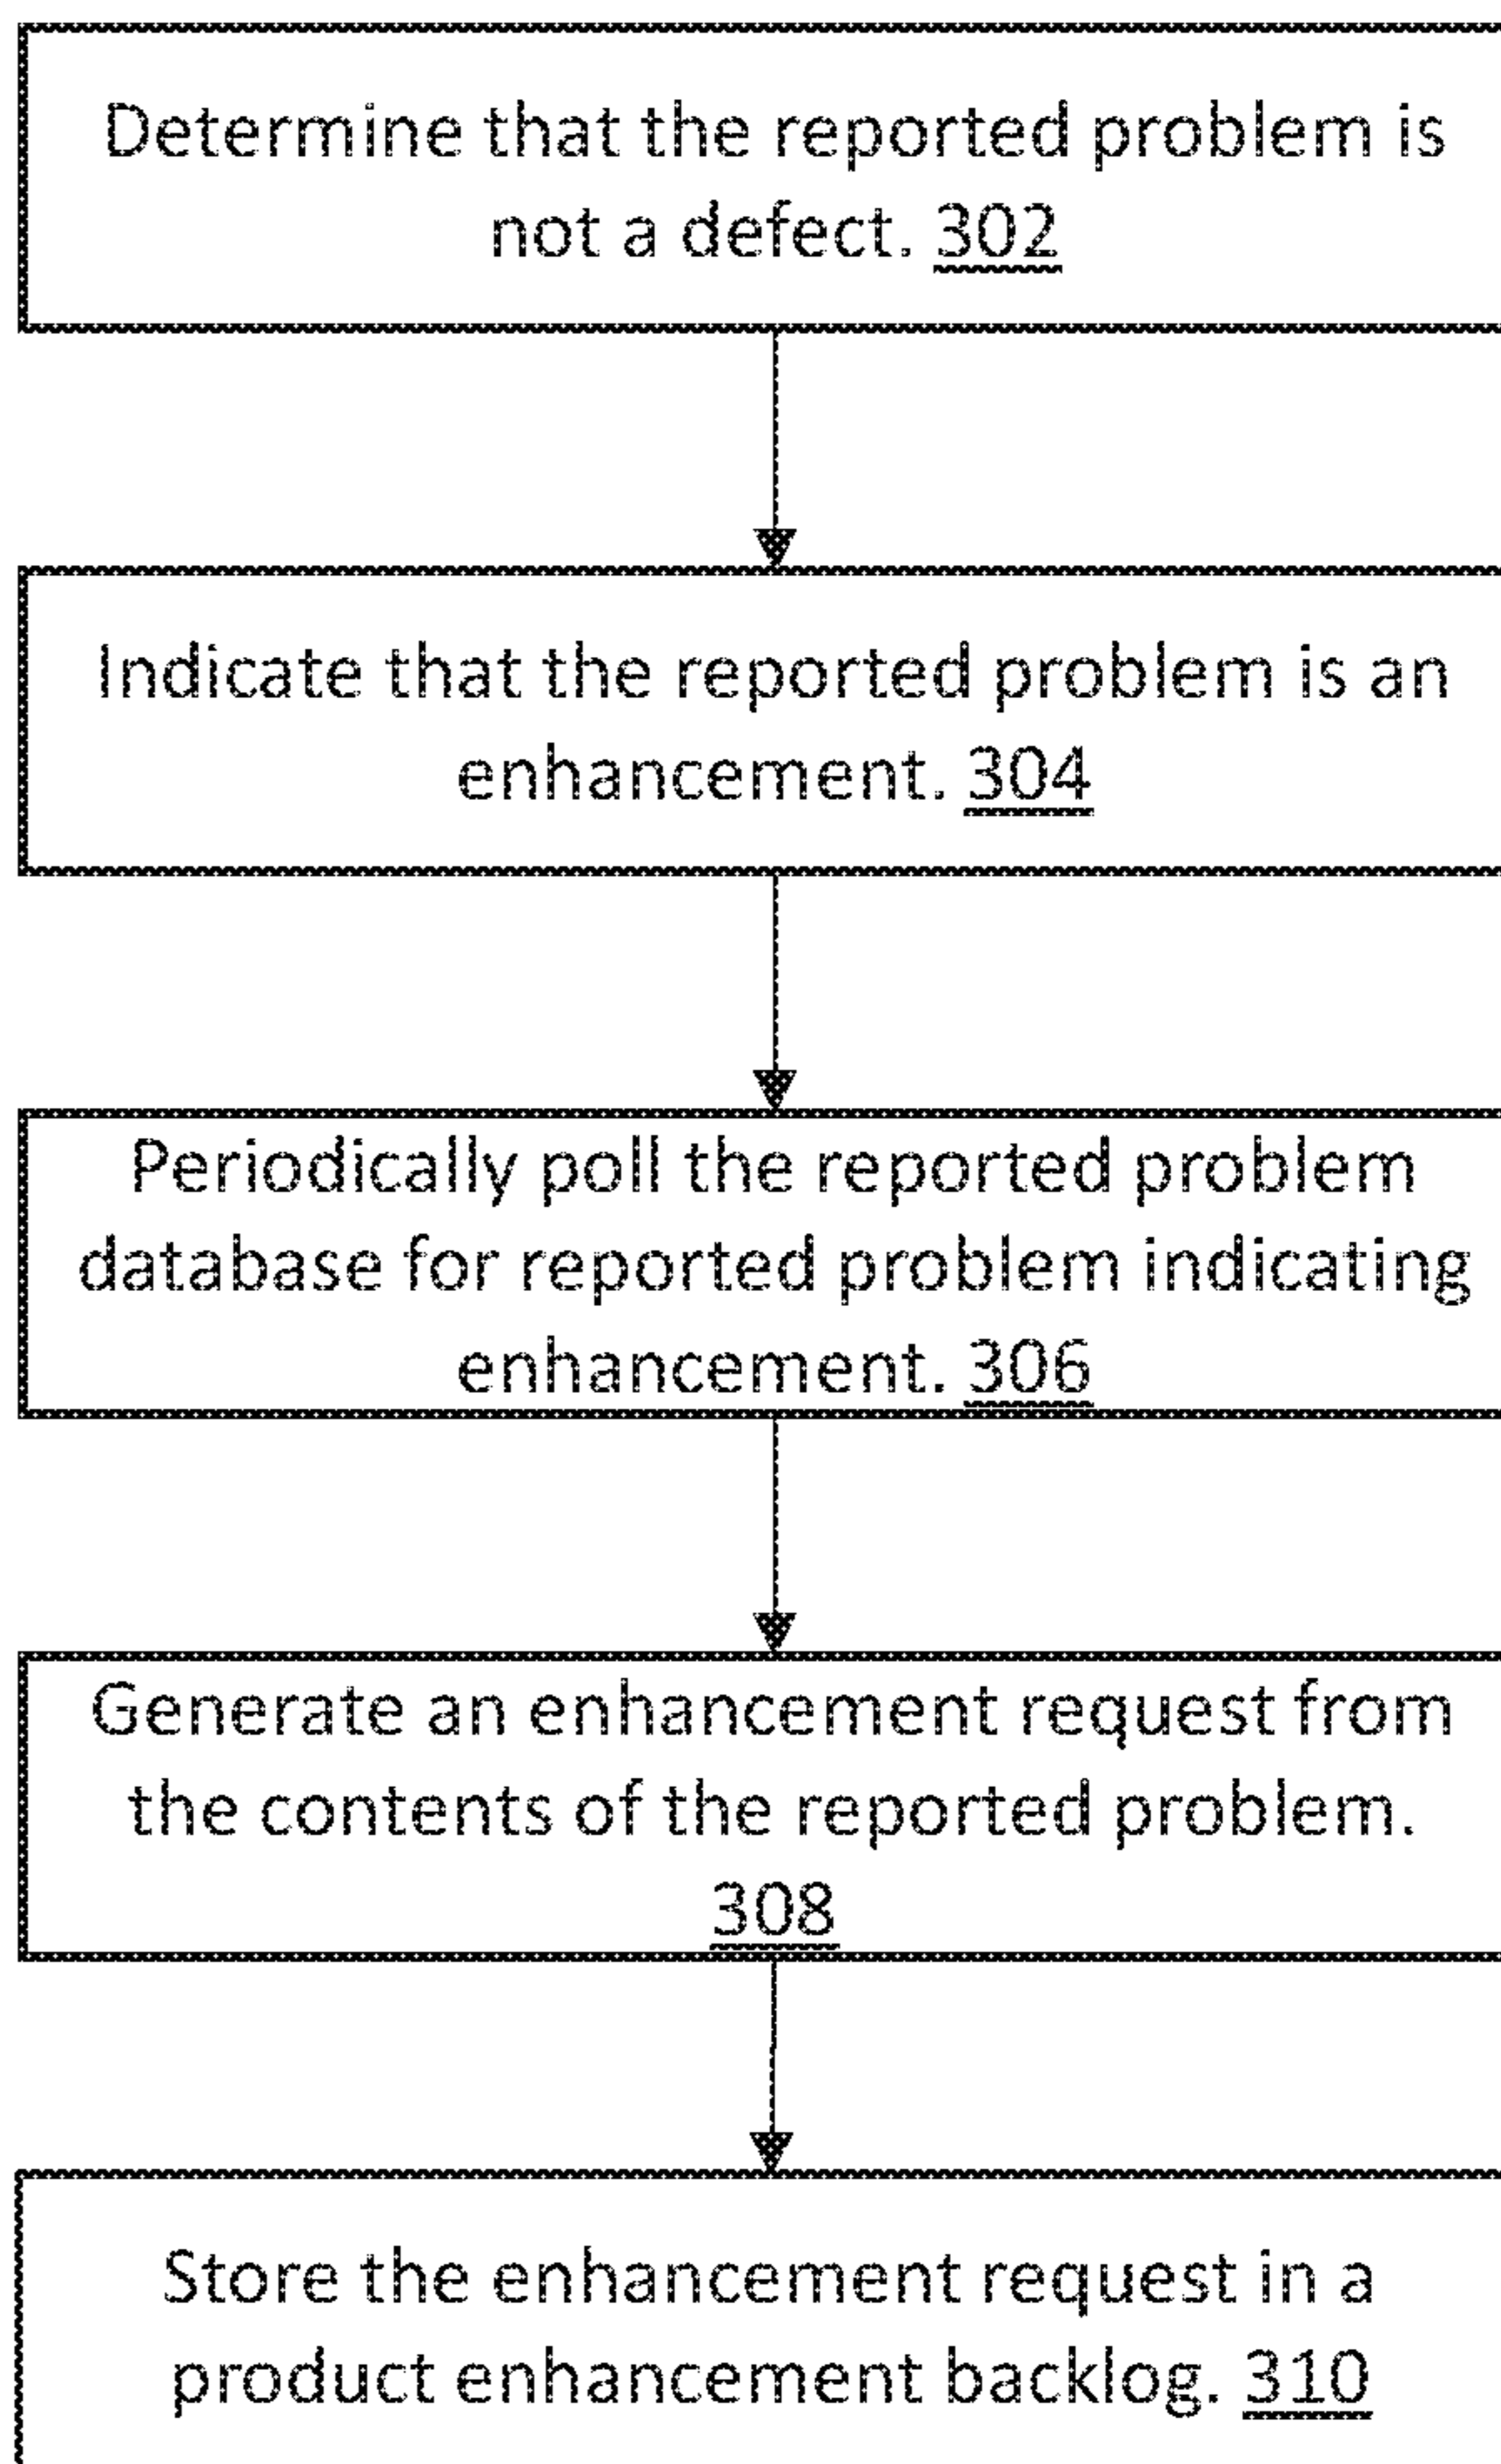 Determine that the reported problem is
not a defect. 302
Indicate that the reported problem is an
enhancement. 304
Periodically poll the reported problem
database for reported problem indicating
enhancement. 306
Generate an enhancement request from
the contents of the reported problem.
308
Store the enhancement request in a
product enhancement backlog. 310